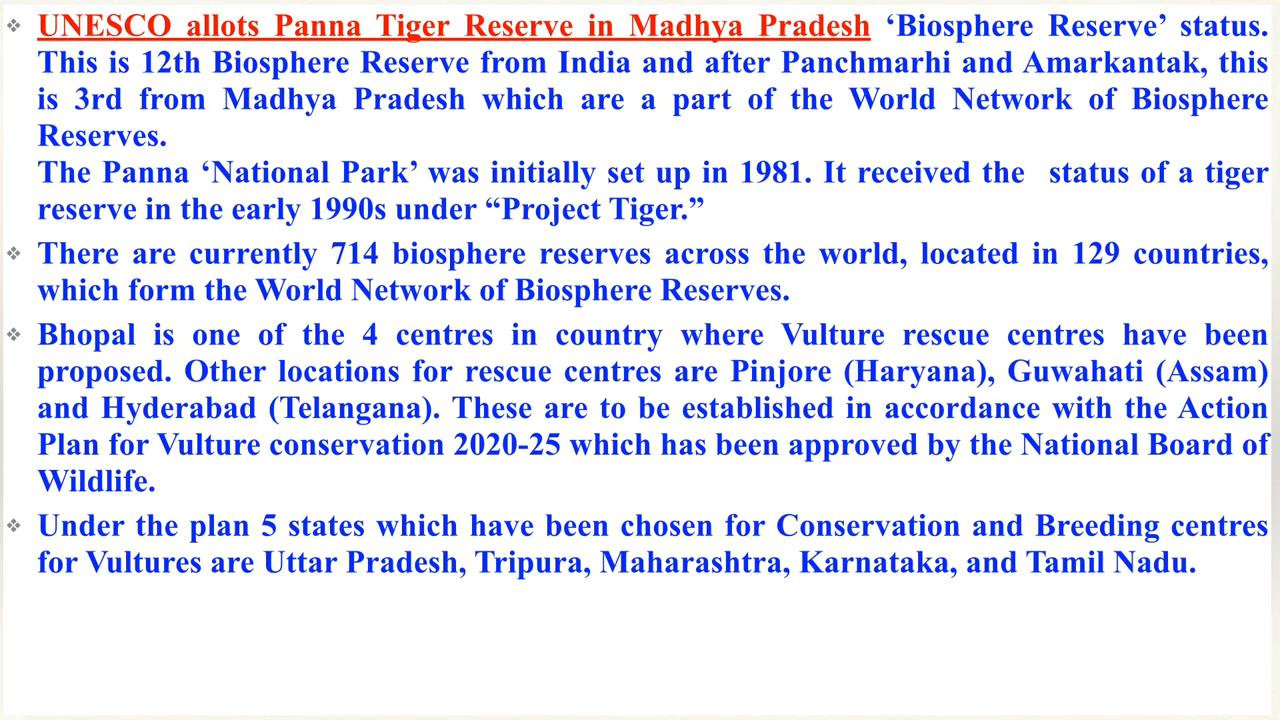 ❖ UNESCO allots Panna Tiger Reserve in Madhya Pradesh ‘Biosphere Reserve’ status.
This is 12th Biosphere Reserve from India and after Panchmarhi and Amarkantak, this
is 3rd from Madhya Pradesh which are a part of the World Network of Biosphere
Reserves.
The Panna ‘National Park’ was initially set up in 1981. It received the status of a tiger
reserve in the early 1990s under “Project Tiger.”
❖ There are currently 714 biosphere reserves across the world, located in 129 countries,
which form the World Network of Biosphere Reserves.
❖ Bhopal is one of the 4 centres in country where Vulture rescue centres have been
proposed. Other locations for rescue centres are Pinjore (Haryana), Guwahati (Assam)
and Hyderabad (Telangana). These are to be established in accordance with the Action
Plan for Vulture conservation 2020-25 which has been approved by the National Board of
Wildlife.
❖ Under the plan 5 states which have been chosen for Conservation and Breeding centres
for Vultures are Uttar Pradesh, Tripura, Maharashtra, Karnataka, and Tamil Nadu.